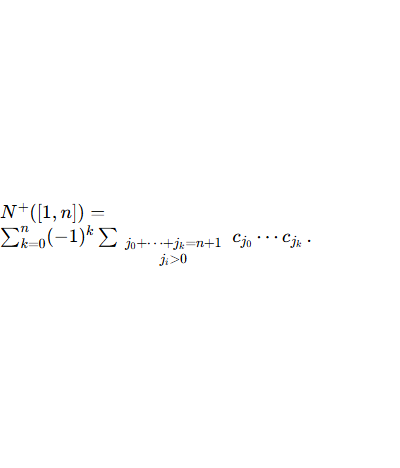 N^+([1, n]) =
\sum_{k=0}^{n} (-1)^k \sum_{\substack{j_0+\cdots+j_k=n+1 \\ j_i>0}} c_{j_0} \cdots c_{j_k} .